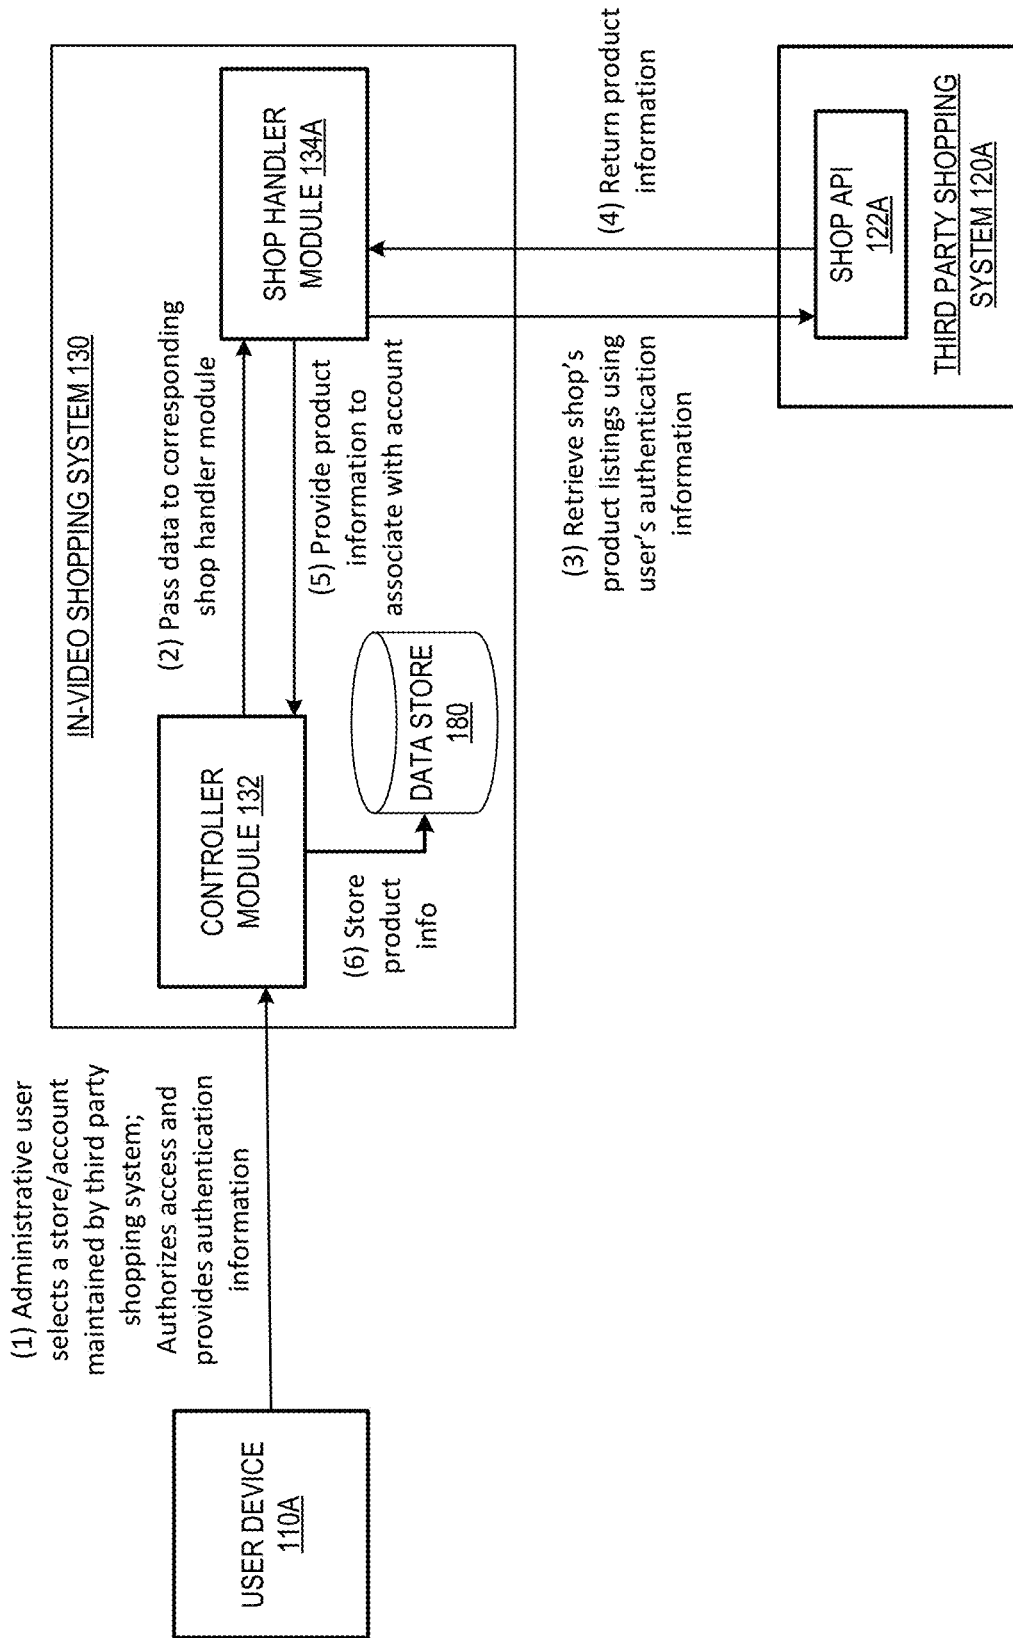 (1) Administrative user
selects a store/account
maintained by third party
shopping system;
Authorizes access and
provides authentication
information
USER DEVICE
110A
IN-VIDEO SHOPPING SYSTEM 130
CONTROLLER
MODULE 132
(2) Pass data to corresponding
shop handler module
SHOP HANDLER
MODULE 134A
(5) Provide product
information to
associate with account
(6) Store
product
info
DATA STORE
180
(3) Retrieve shop's
product listings using
user's authentication
information
(4) Return product
information
SHOP API
122A
THIRD PARTY SHOPPING
SYSTEM 120A